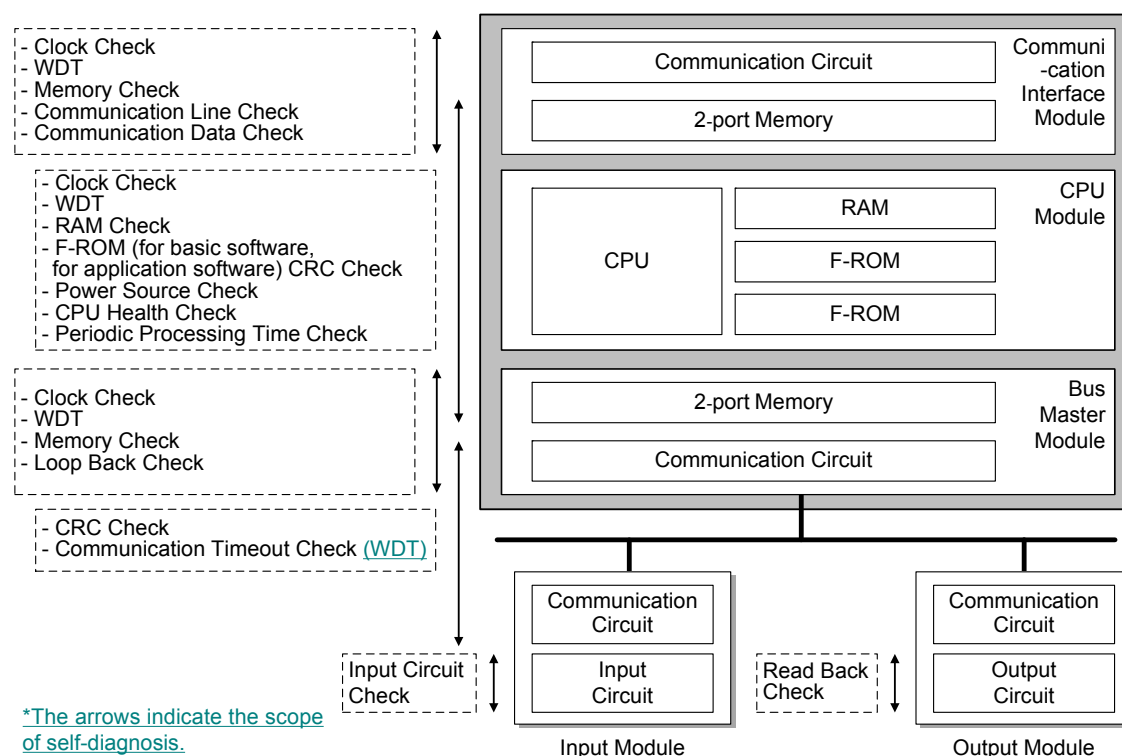 - Clock Check
- WDT
- Memory Check
- Communication Line Check
- Communication Data Check
- Clock Check
- WDT
- RAM Check
- F-ROM (for basic software,
for application software) CRC Check
- Power Source Check
- CPU Health Check
- Periodic Processing Time Check
- Clock Check
- WDT
- Memory Check
- Loop Back Check
- CRC Check
- Communication Timeout Check (WDT)
Communication Circuit
2-port Memory
Communi
-cation
Interface
Module
CPU
RAM
F-ROM
F-ROM
CPU
Module
2-port Memory
Communication Circuit
Bus
Master
Module
Input Circuit
Check
Communication
Circuit
Input
Circuit
Input Module
Read Back
Check
Communication
Circuit
Output
Circuit
Output Module
*The arrows indicate the scope
of self-diagnosis.